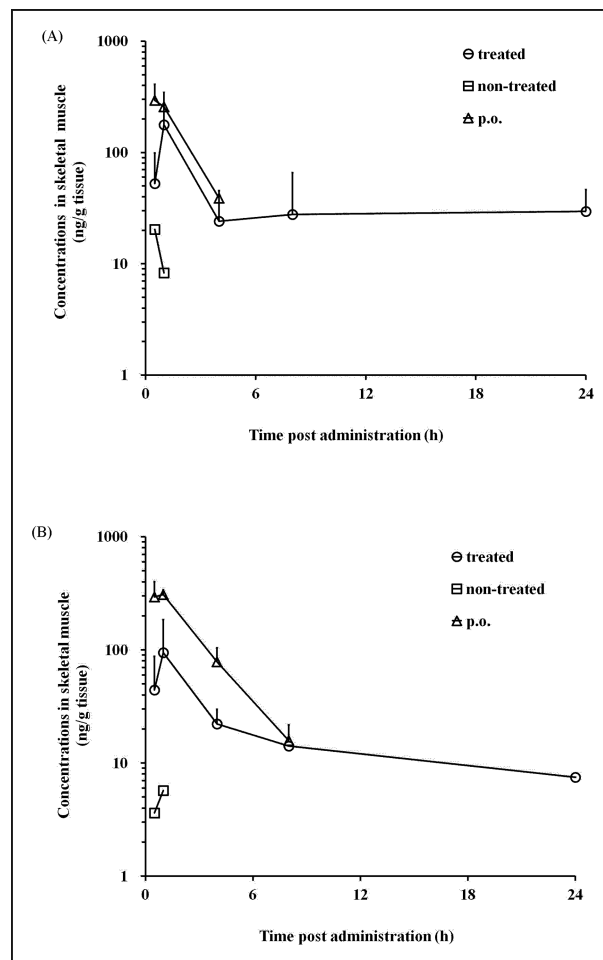 (A)
1000
100
10
1
0
6
12
18
24
treated
non-treated
p.o.
Concentrations in skeletal muscle
(ng/g tissue)
Time post administration (h)
(B)
1000
100
10
1
0
6
12
18
24
treated
non-treated
p.o.
Concentrations in skeletal muscle
(ng/g tissue)
Time post administration (h)